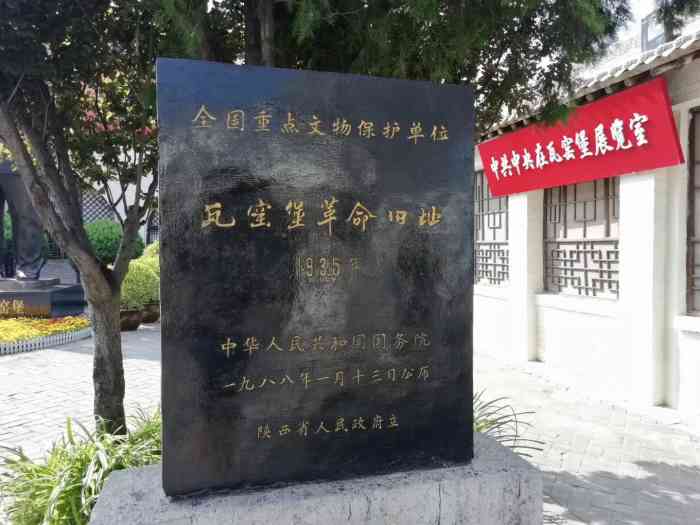 全国重点文物保护单位
瓦窑堡革命旧址
1935年
中华人民共和国国务院
一九八八年一月十三日公布
陕西省人民政府立
中共中央在瓦窑堡展览室
窑堡